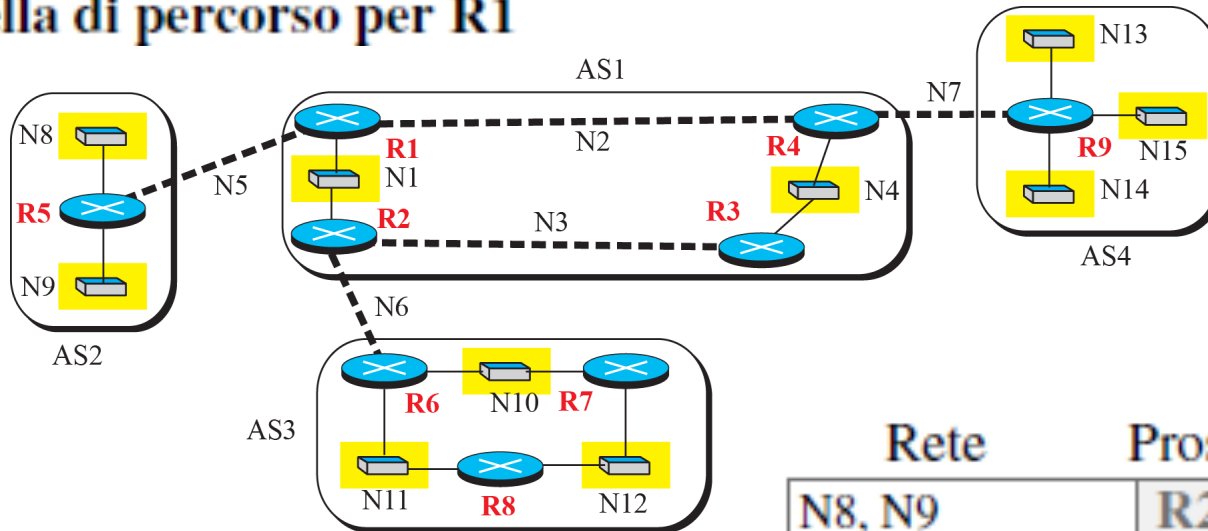 di percorso per R1
AS1
N13
N7
N8
N2
R1
R4
R9
N15
N5
N1
N4
N14
R5
R2
N3
R3
N9
AS4
N6
AS2
R6
N10
R7
AS3
N11
R8
N12
Rete
N8, N9